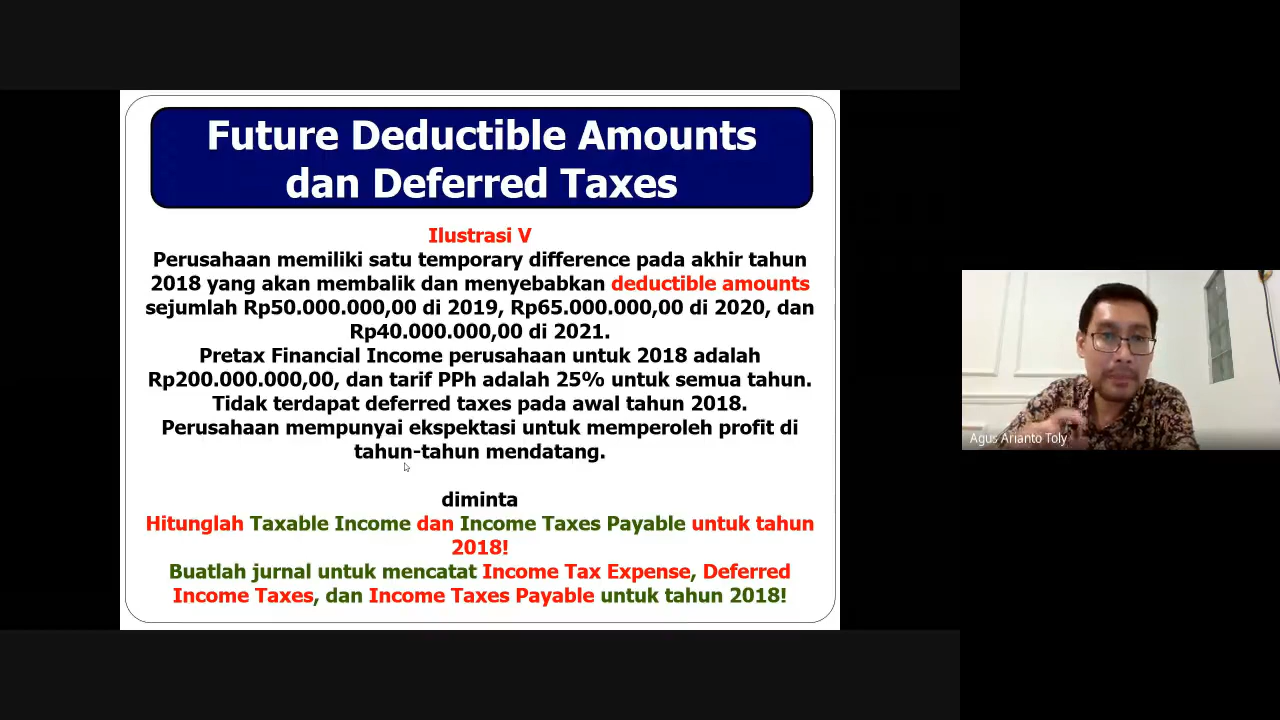 Future Deductible Amounts
dan Deferred Taxes
Ilustrasi V
Perusahaan memiliki satu temporary difference pada akhir tahun
2018 yang akan membalik dan menyebabkan deductible amounts
sejumlah Rp50.000.000,00 di 2019, Rp65.000.000,00 di 2020, dan
Rp40.000.000,00 di 2021.
Pretax Financial Income perusahaan untuk 2018 adalah
Rp200.000.000,00, dan tarif PPh adalah 25% untuk semua tahun.
Tidak terdapat deferred taxes pada awal tahun 2018.
Perusahaan mempunyai ekspektasi untuk memperoleh profit di
tahun-tahun mendatang.
diminta
Hitunglah Taxable Income dan Income Taxes Payable untuk tahun
2018!
Buatlah jurnal untuk mencatat Income Tax Expense, Deferred
Income Taxes, dan Income Taxes Payable untuk tahun 2018!
Agus Arianto Toly